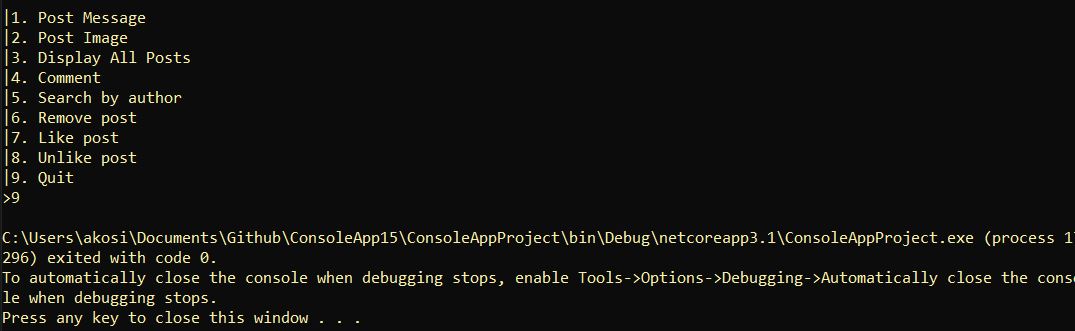 |1. Post Message
|2. Post Image
|3. Display All Posts
|4. Comment
|5. Search by author
|6. Remove post
|7. Like post
|8. Unlike post
|9. Quit
>9
C:\Users\akosi\Documents\Github\ConsoleApp15\ConsoleAppProject\bin\Debug\netcoreapp3.1\ConsoleAppProject.exe (process 17
296) exited with code 0.
To automatically close the console when debugging stops, enable Tools->Options->Debugging->Automatically close the conso
le when debugging stops.
Press any key to close this window . . .